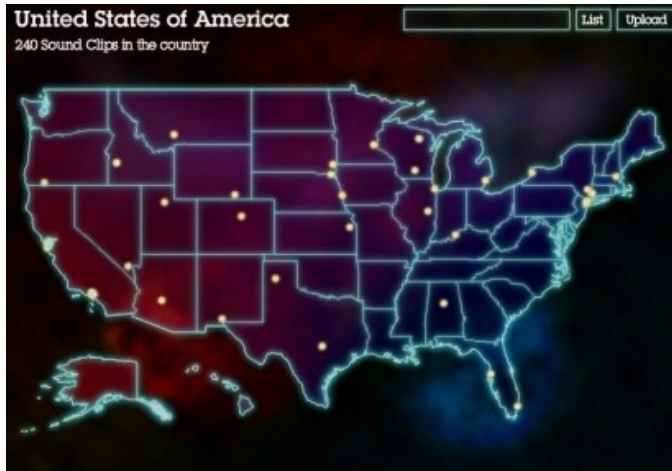 United States of America
List
Upload
240 Sound Clips in the country